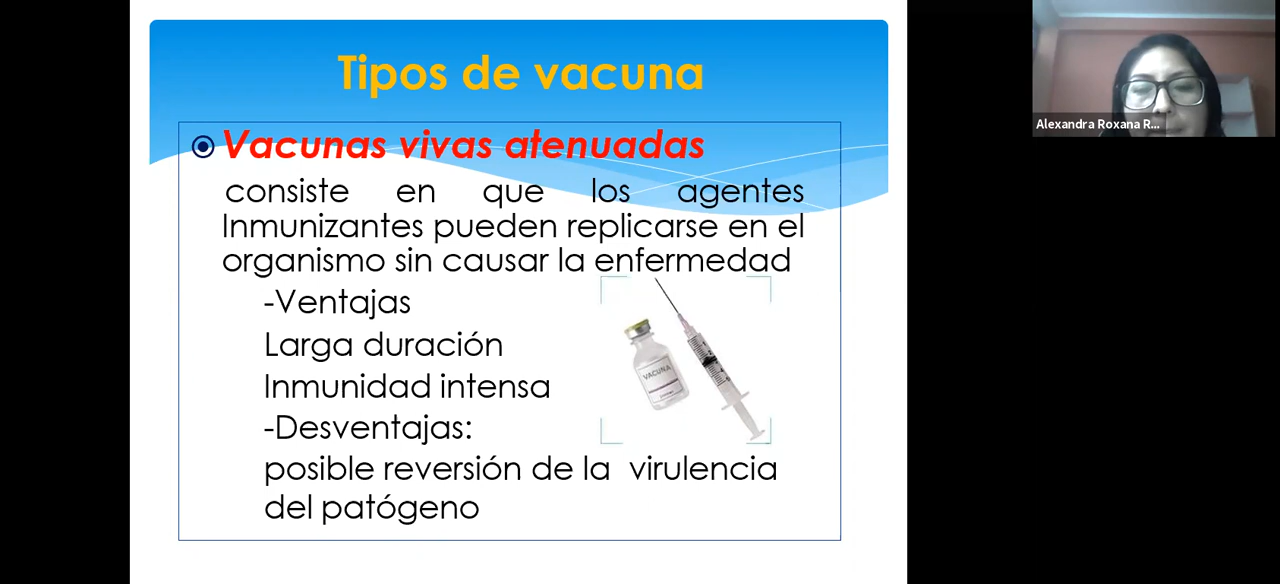 Tipos de vacuna
Vacunas vivas atenuadas
consiste en que los agentes
Inmunizantes pueden replicarse en el
organismo sin causar la enfermedad
-Ventajas
Larga duración
Inmunidad intensa
-Desventajas:
posible reversión de la virulencia
del patógeno
VACUNA
Alexandra Roxana R...